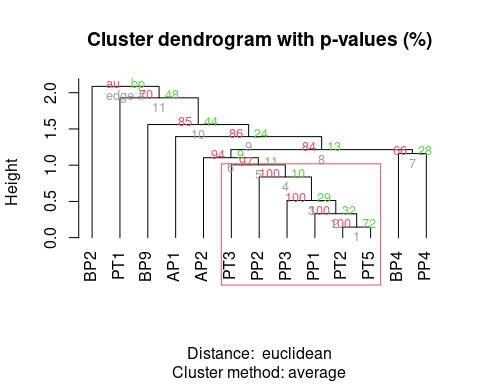 Cluster dendrogram with p-values (%)
au bp
edge #
70 48
11
85 44
10
86 24
9
84 13
8
94 9
97 11
6
66 28
7
100 10
5
4
100 29
3
100 32
2
100 72
1
Height
0.0 0.5 1.0 1.5 2.0
BP2 PT1 BP9 AP1 AP2 PT3 PP2 PP3 PP1 PT2 PT5 BP4 PP4
Distance: euclidean
Cluster method: average